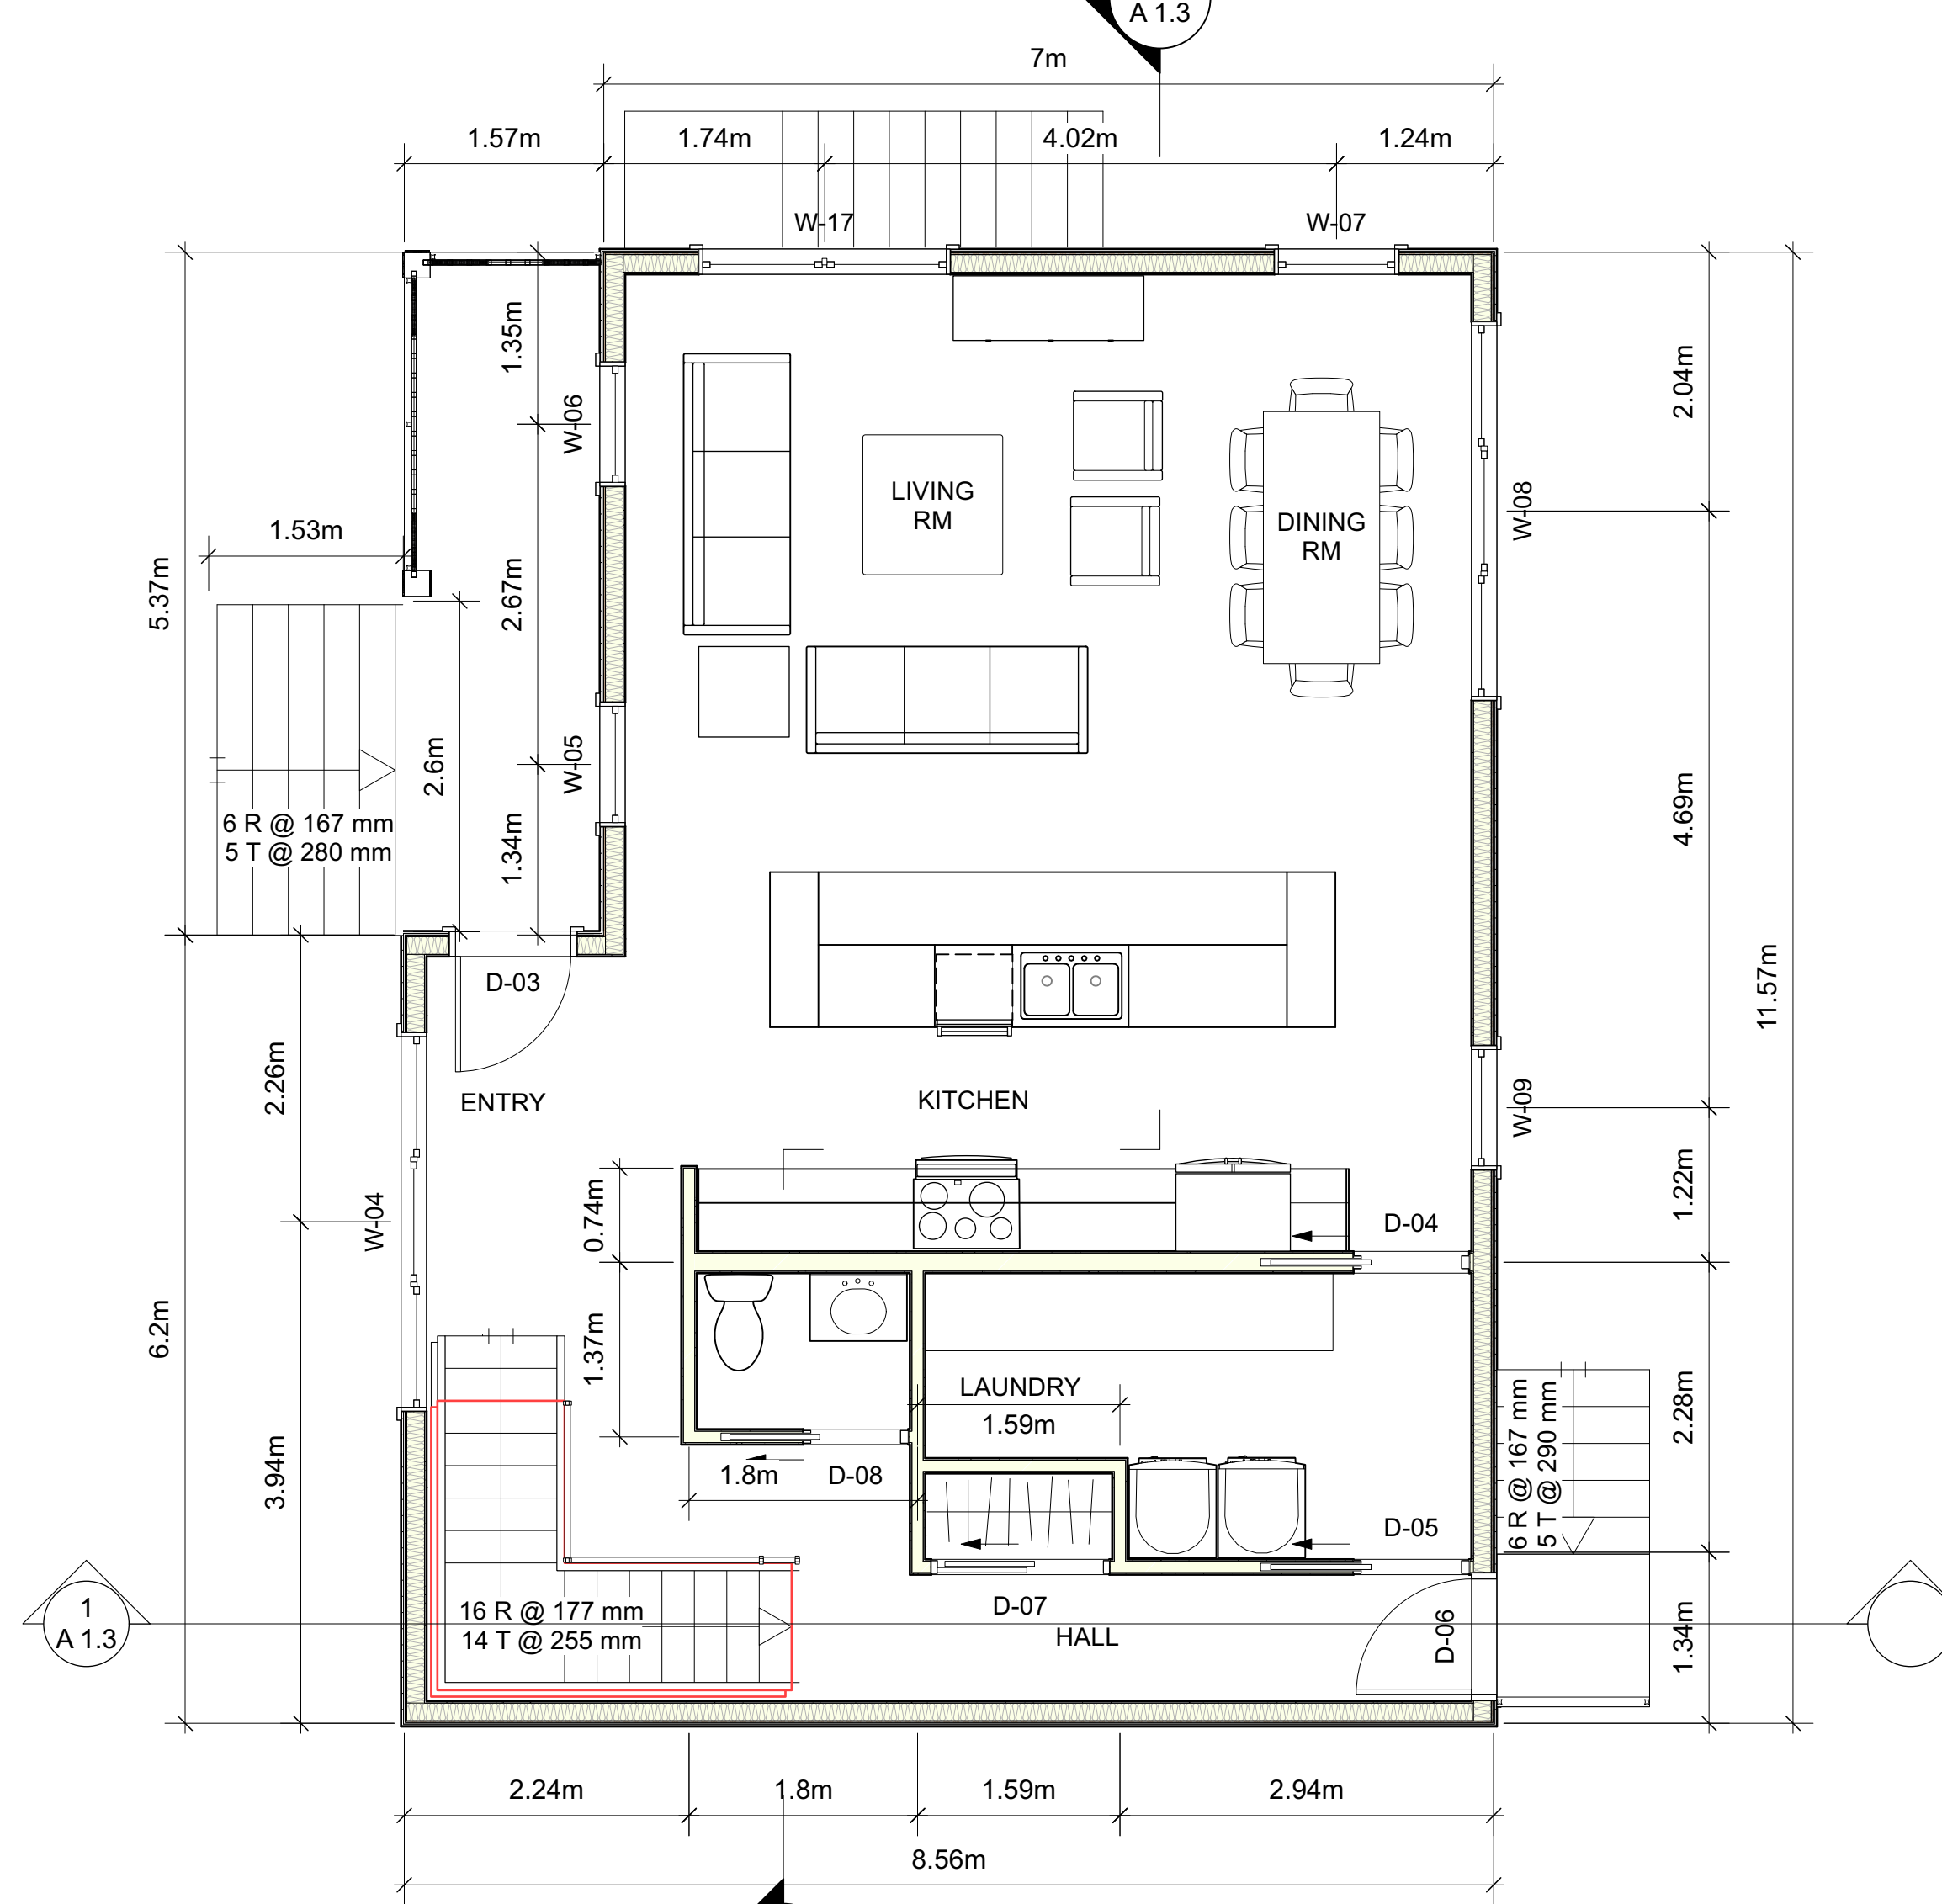 A 1.3
7m
1.57m
1.74m
4.02m
1.24m
W-17
W-07
1.35m
2.04m
W-06
W-08
LIVING
RM
DINING
RM
1.53m
5.37m
2.67m
W-05
2.6m
4.69m
6 R @ 167 mm
5 T @ 280 mm
1.34m
D-03
11.57m
2.26m
ENTRY
KITCHEN
W-09
W-04
0.74m
D-04
1.22m
6.2m
1.37m
LAUNDRY
1.59m
2.28m
6 R @ 167 mm
5 T @ 290 mm
3.94m
1.8m
D-08
D-05
1
A 1.3
16 R @ 177 mm
14 T @ 255 mm
D-07
HALL
D-06
1.34m
2.24m
1.8m
1.59m
2.94m
8.56m